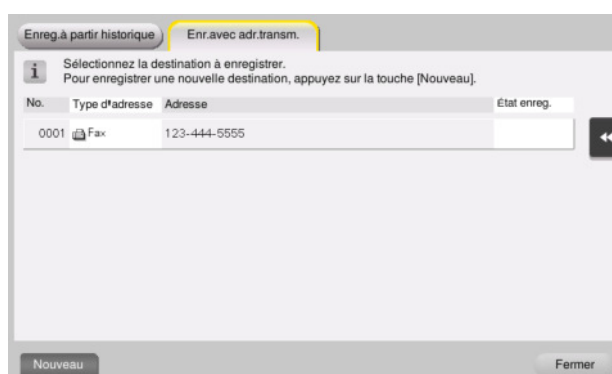 Enreg.à partir historique Enr.avec adr.transm.
Sélectionnez la destination à enregistrer.
Pour enregistrer une nouvelle destination, appuyez sur la touche [Nouveau].
No. Type d'adresse Adresse État enreg.
0001 Fax 123-444-5555
Nouveau Fermer